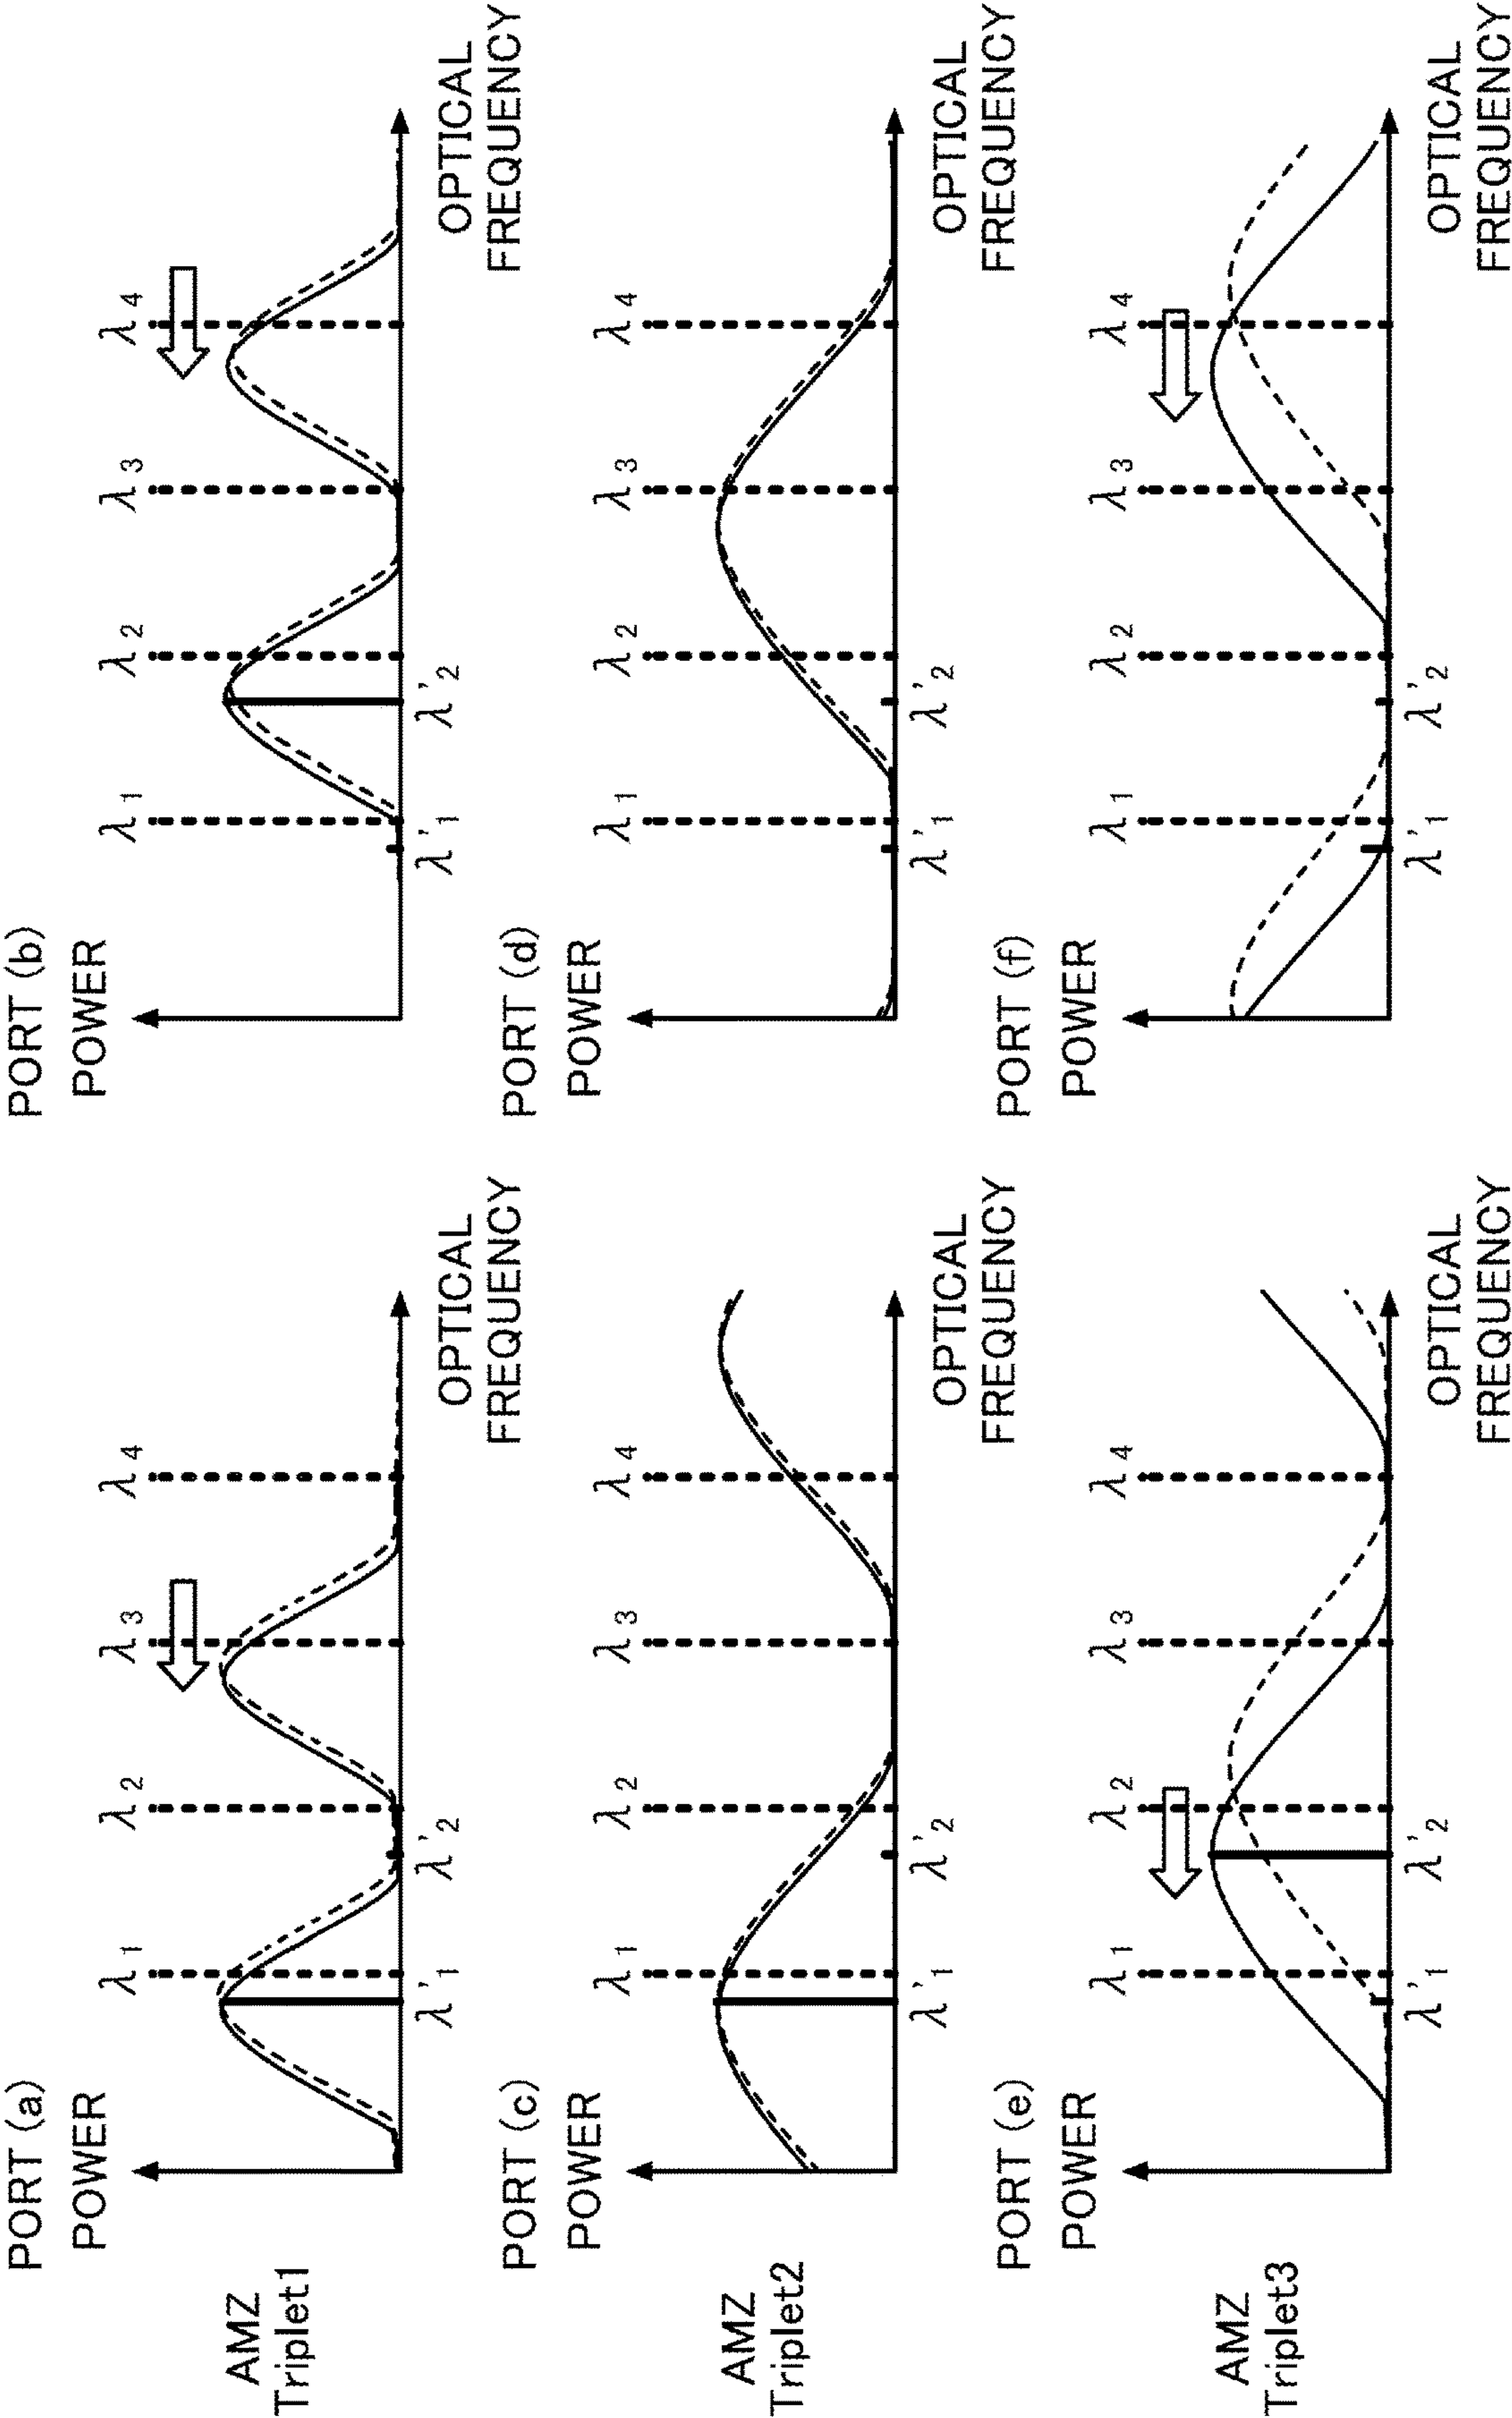 AMZ
Triplet1
PORT (a)
POWER
λ1
λ2
λ3
λ4
λ'1
λ'2
OPTICAL
FREQUENCY
PORT (b)
POWER
λ1
λ2
λ3
λ4
λ'1
λ'2
OPTICAL
FREQUENCY
AMZ
Triplet2
PORT (c)
POWER
λ1
λ2
λ3
λ4
λ'1
λ'2
OPTICAL
FREQUENCY
PORT (d)
POWER
λ1
λ2
λ3
λ4
λ'1
λ'2
OPTICAL
FREQUENCY
AMZ
Triplet3
PORT (e)
POWER
λ1
λ2
λ3
λ4
λ'1
λ'2
OPTICAL
FREQUENCY
PORT (f)
POWER
λ1
λ2
λ3
λ4
λ'1
λ'2
OPTICAL
FREQUENCY